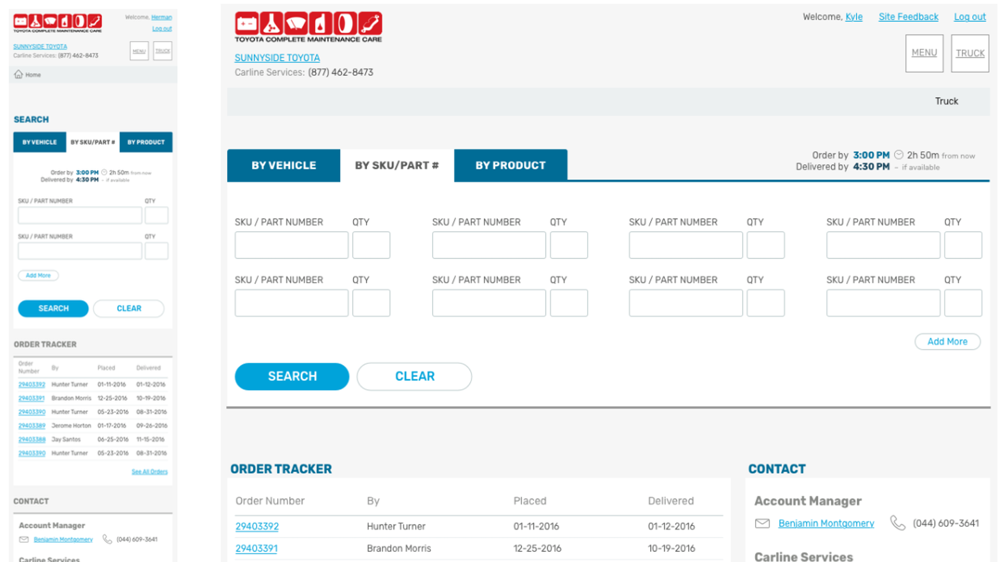 Welcome, Herman
TOYOTA COMPLETE MAINTENANCE CARE
Log out
SUNNYSIDE TOYOTA
Carline Services: (877) 462-8473
MENU
TRUCK
Home
SEARCH
BY VEHICLE
BY SKU/PART #
BY PRODUCT
Order by 3:00 PM 2h 50m from now
Delivered by 4:30 PM – if available
SKU / PART NUMBER QTY
SKU / PART NUMBER QTY
Add More
SEARCH
CLEAR
ORDER TRACKER
Order Number By Placed Delivered
29403392 Hunter Turner 01-11-2016 01-12-2016
29403391 Brandon Morris 12-25-2016 10-19-2016
29403390 Hunter Turner 05-23-2016 08-31-2016
29403389 Jerome Horton 01-17-2016 09-26-2016
29403388 Jay Santos 06-25-2016 11-15-2016
29403390 Hunter Turner 05-23-2016 08-31-2016
See All Orders
CONTACT
Account Manager
Benjamin Montgomery (044) 609-3641
Carline Services
Welcome, Kyle Site Feedback Log out
TOYOTA COMPLETE MAINTENANCE CARE
SUNNYSIDE TOYOTA
Carline Services: (877) 462-8473
MENU
TRUCK
Truck
BY VEHICLE
BY SKU/PART #
BY PRODUCT
Order by 3:00 PM 2h 50m from now
Delivered by 4:30 PM – if available
SKU / PART NUMBER QTY SKU / PART NUMBER QTY SKU / PART NUMBER QTY SKU / PART NUMBER QTY
SKU / PART NUMBER QTY SKU / PART NUMBER QTY SKU / PART NUMBER QTY SKU / PART NUMBER QTY
Add More
SEARCH
CLEAR
ORDER TRACKER
Order Number By Placed Delivered
29403392 Hunter Turner 01-11-2016 01-12-2016
29403391 Brandon Morris 12-25-2016 10-19-2016
CONTACT
Account Manager
Benjamin Montgomery (044) 609-3641
Carline Services